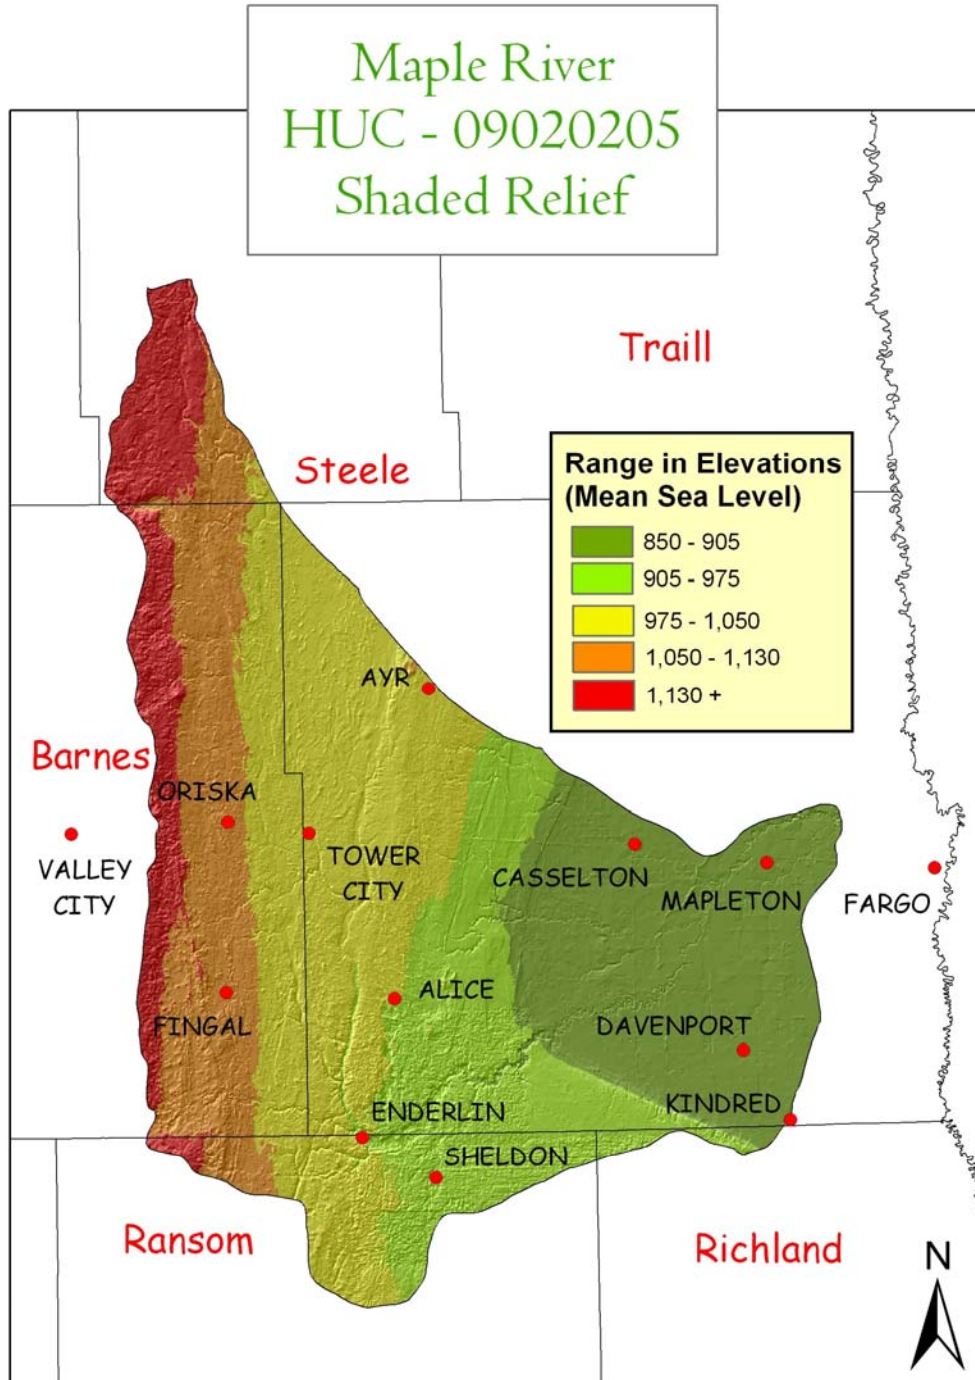 Maple River
HUC - 09020205
Shaded Relief
Traill
Steele
Range in Elevations
(Mean Sea Level)
850 - 905
905 - 975
975 - 1,050
1,050 - 1,130
1,130 +
AYR
Barnes
ORISKA
VALLEY
CITY
TOWER
CITY
CASSELTON
MAPLETON
FARGO
ALICE
FINGAL
DAVENPORT
ENDERLIN
KINDRED
SHELDON
Ransom
Richland
N